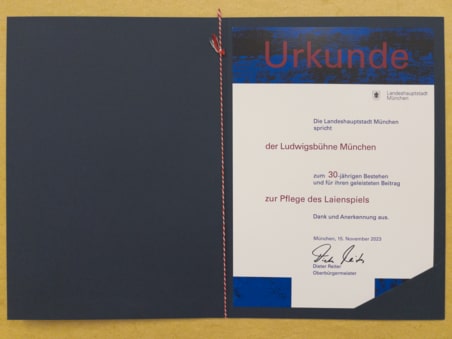 Urkunde
Landeshauptstadt
München
Die Landeshauptstadt München
spricht
der Ludwigsbühne München
zum 30-jährigen Bestehen
und für ihren geleisteten Beitrag
zur Pflege des Laienspiels
Dank und Anerkennung aus.
München, 15. November 2023
Dieter Reiter
Oberbürgermeister